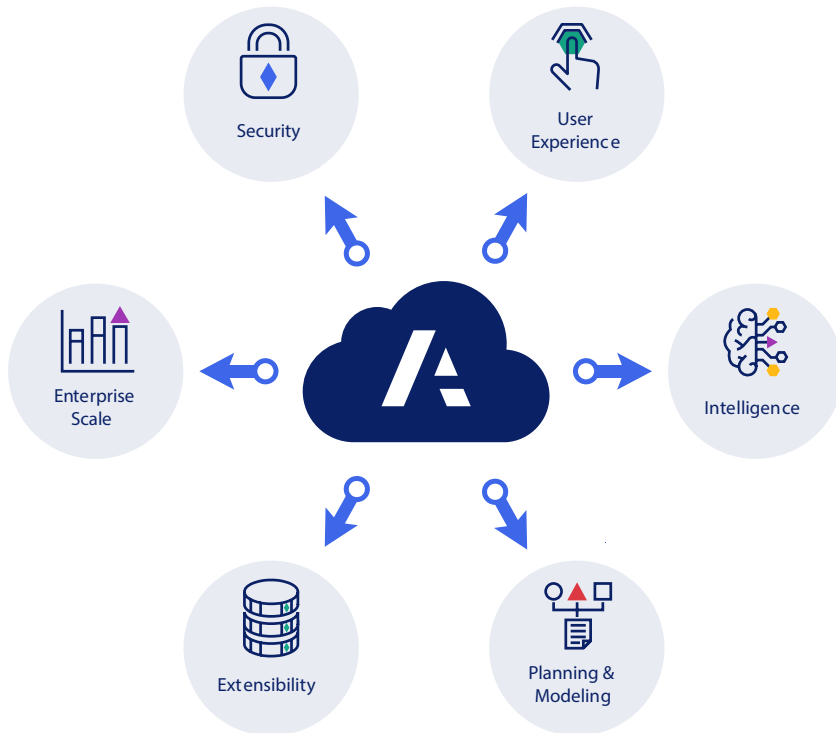 Security
User
Experience
Enterprise
Scale
A
Intelligence
Extensibility
Planning &
Modeling